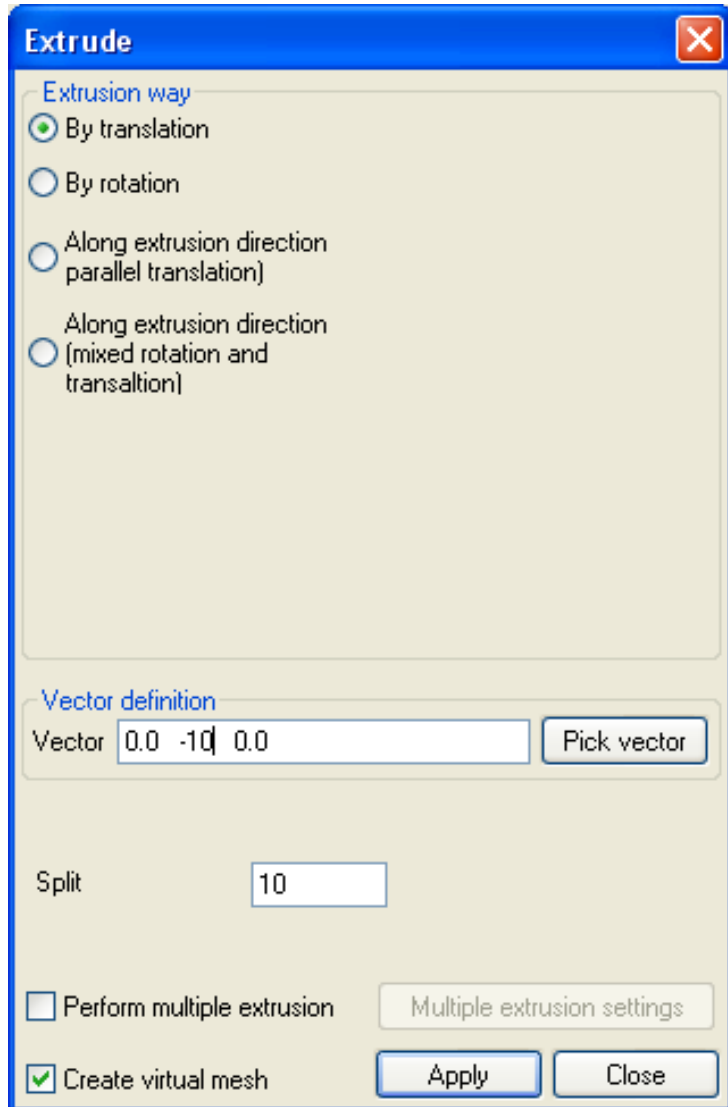 Extrude
Extrusion way
By translation
By rotation
Along extrusion direction
parallel translation)
Along extrusion direction
(mixed rotation and
transaltion)
Vector definition
Vector 0.0 -10 0.0 Pick vector
Split 10
Perform multiple extrusion Multiple extrusion settings
Create virtual mesh Apply Close